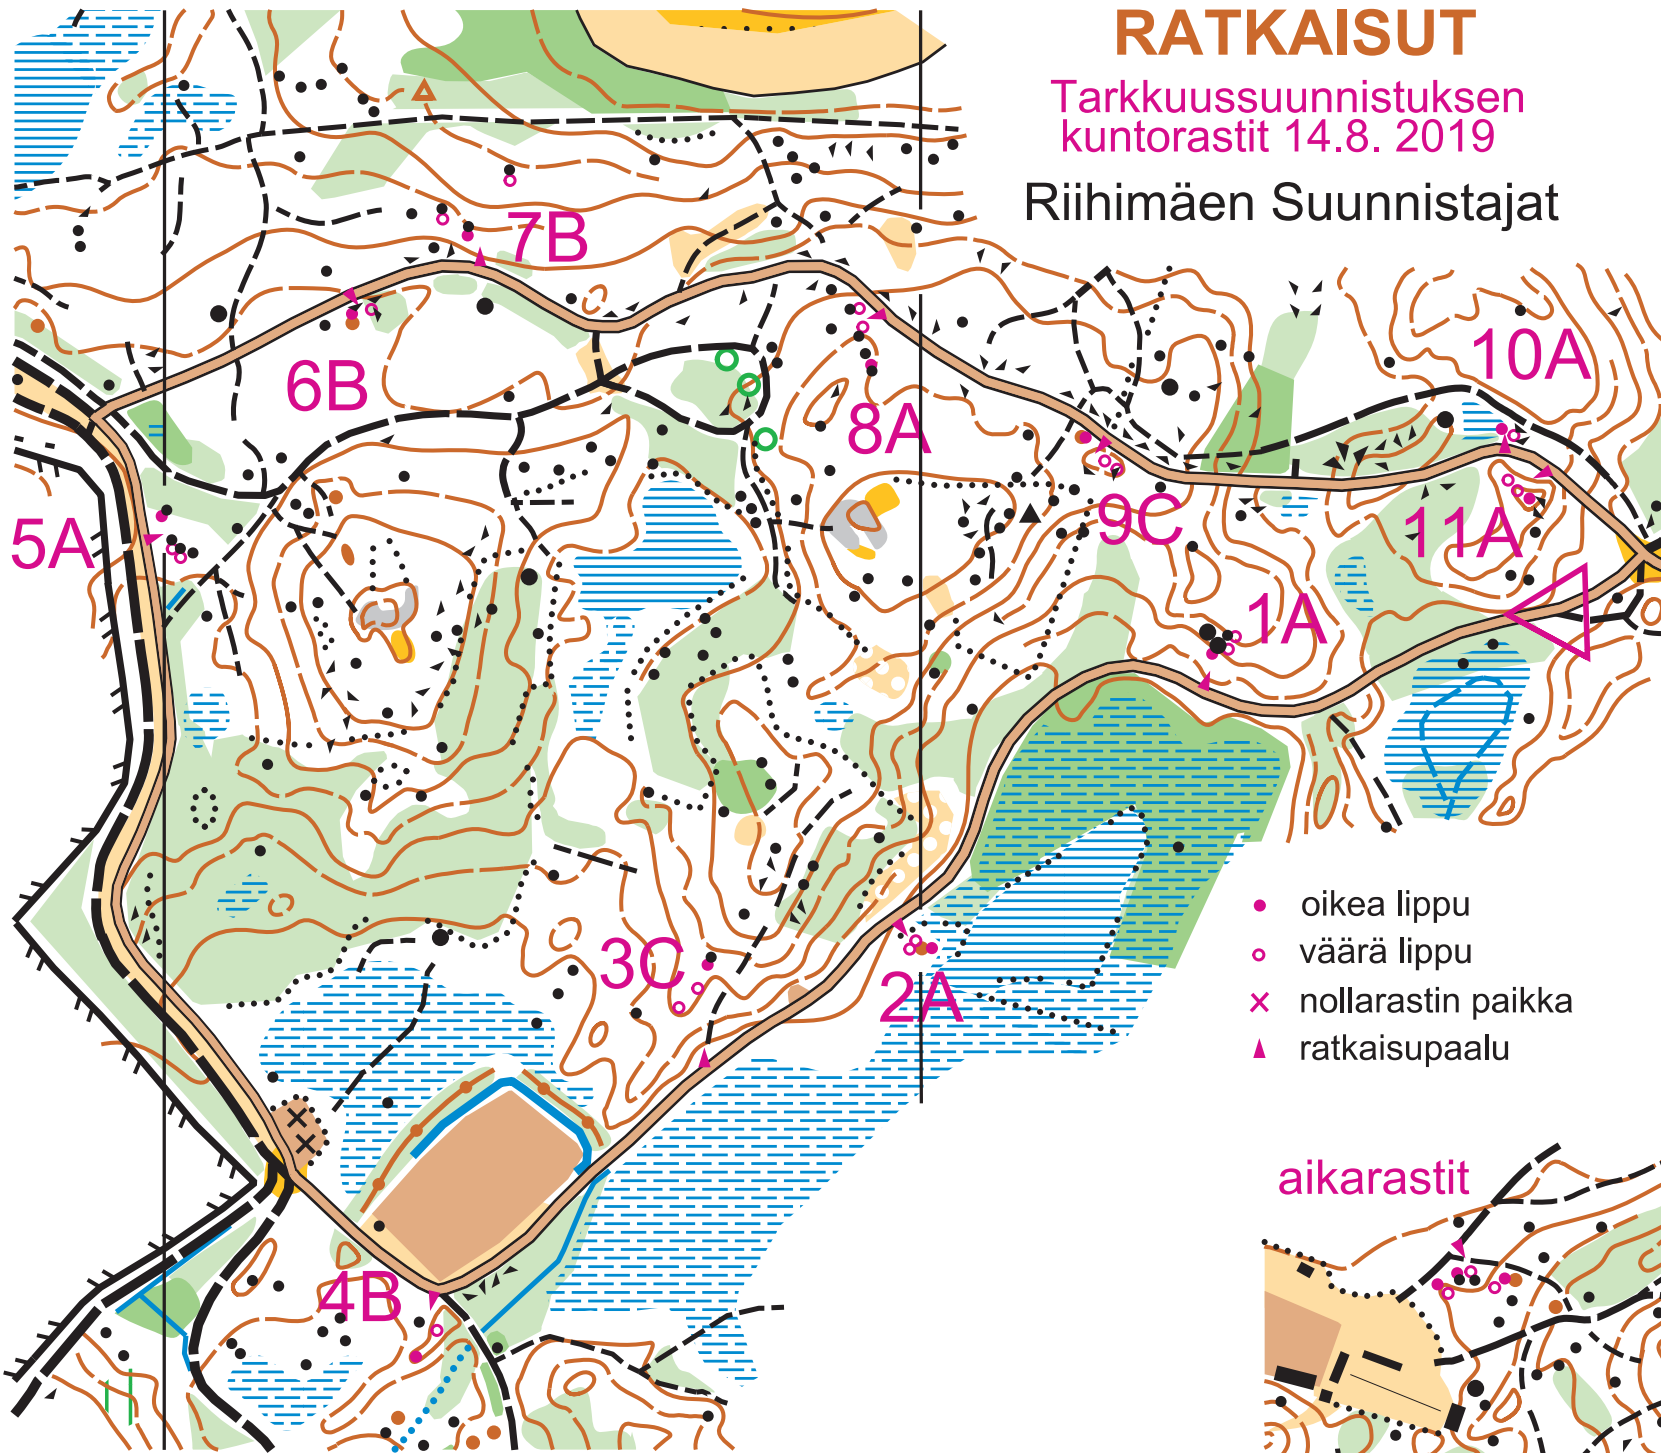 RATKAISUT
Tarkkuussuunnistuksen
kuntorastit 14.8. 2019
Riihimäen Suunnistajat
7B
10A
6B
8A
9C
11A
5A
1A
3C
2A
4B
oikea lippu
väärä lippu
nollarastin paikka
ratkaisupaalu
aikarastit